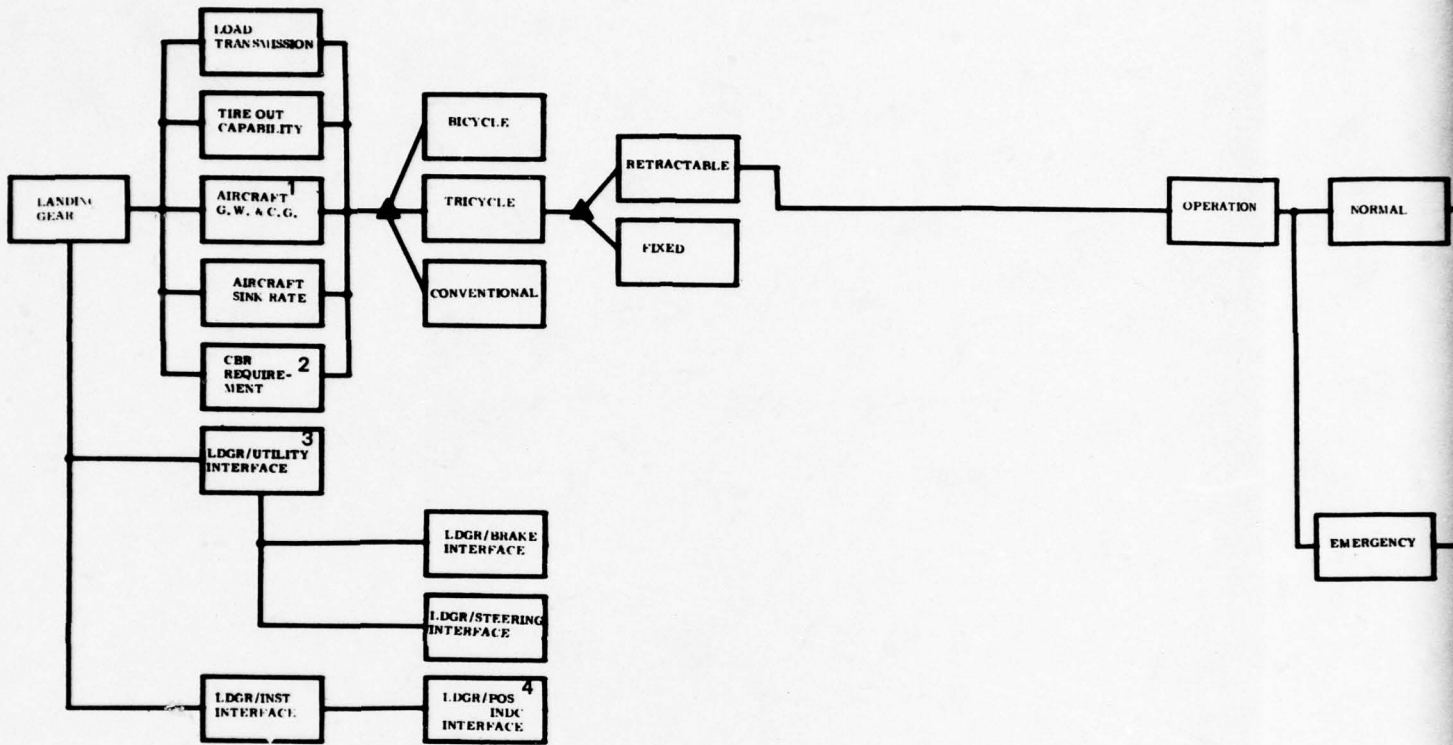 LOAD
TRANSMISSION
TIRE OUT
CAPABILITY
BICYCLE
RETRACTABLE
LANDING
GEAR
AIRCRAFT 1
G.W. & C.G.
TRICYCLE
OPERATION
NORMAL
FIXED
AIRCRAFT
SINK RATE
CONVENTIONAL
CBR
REQUIRE- 2
MENT
LDGR/UTILITY 3
INTERFACE
LDGR/BRAKE
INTERFACE
EMERGENCY
LDGR/STEERING
INTERFACE
LDGR/INST
INTERFACE
LDGR/POS 4
INDC
INTERFACE